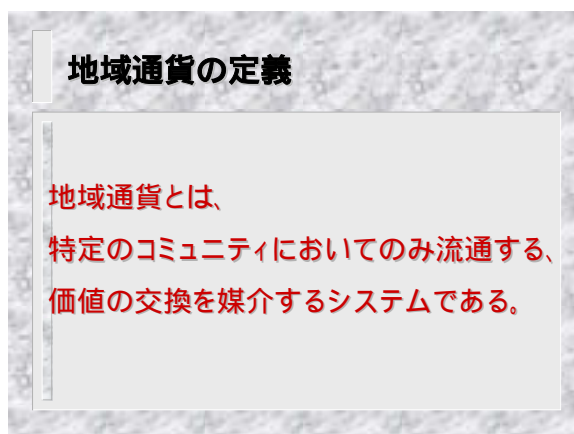 地域通貨の定義
地域通貨とは、
特定のコミュニティにおいてのみ流通する、
価値の交換を媒介するシステムである。